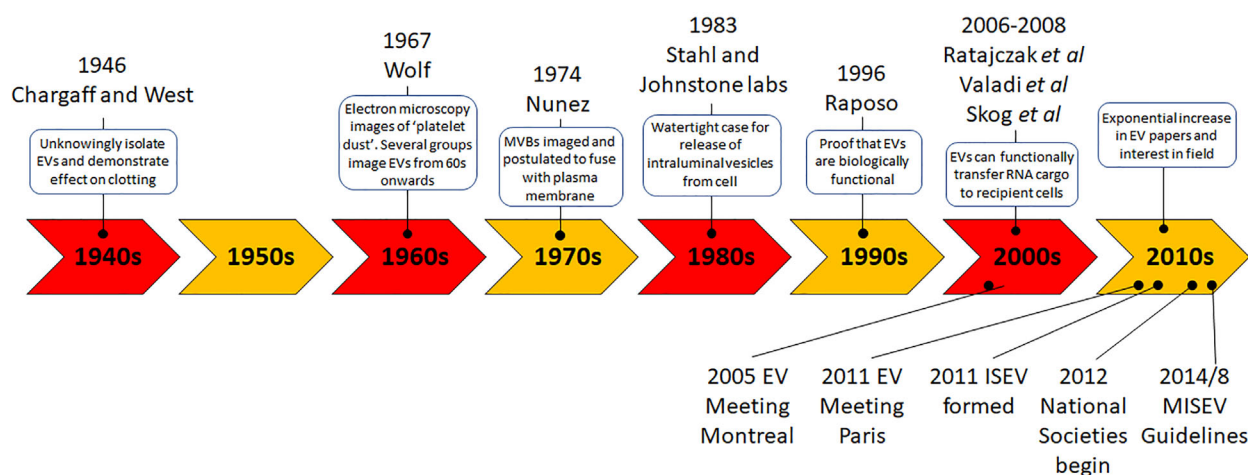 1946
Chargaff and West
Unknowingly isolate
EVs and demonstrate
effect on clotting
1967
Wolf
Electron microscopy
images of 'platelet
dust'. Several groups
image EVs from 60s
onwards
1974
Nunez
MVBs imaged and
postulated to fuse
with plasma
membrane
1983
Stahl and
Johnstone labs
Watertight case for
release of
intraluminal vesicles
from cell
1996
Raposo
Proof that EVs
are biologically
functional
2006-2008
Ratajczak et al
Valadi et al
Skog et al
EVs can functionally
transfer RNA cargo
to recipient cells
Exponential increase
in EV papers and
interest in field
1940s
1950s
1960s
1970s
1980s
1990s
2000s
2010s
2005 EV
Meeting
Montreal
2011 EV
Meeting
Paris
2011 ISEV
formed
2012
National
Societies
begin
2014/8
MISEV
Guidelines